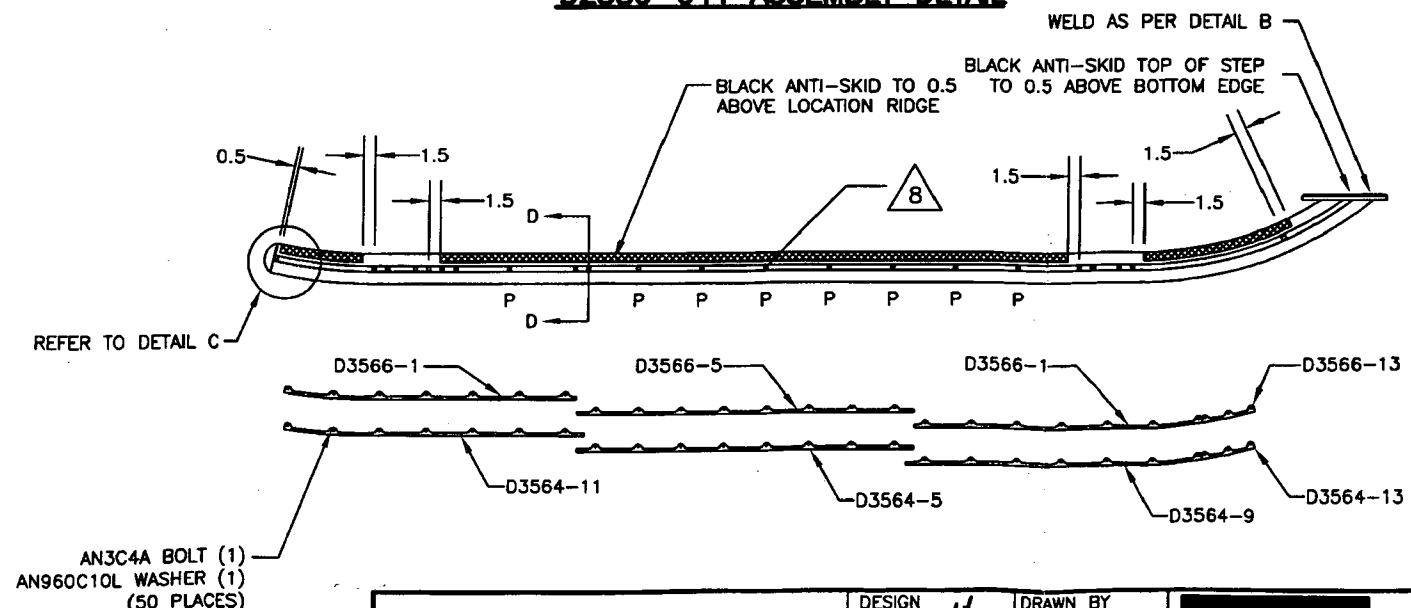 WELD AS PER DETAIL B
BLACK ANTI-SKID TOP OF STEP
TO 0.5 ABOVE BOTTOM EDGE
BLACK ANTI-SKID TO 0.5
ABOVE LOCATION RIDGE
0.5
1.5
1.5
D
8
1.5
1.5
1.5
P
P
P
P
P
P
P
P
D
REFER TO DETAIL C
D3566-1
D3566-5
D3566-1
D3566-13
D3564-11
D3564-5
D3564-9
D3564-13
AN3C4A BOLT (1)
AN960C10L WASHER (1)
(50 PLACES)
DESIGN
DRAWN BY